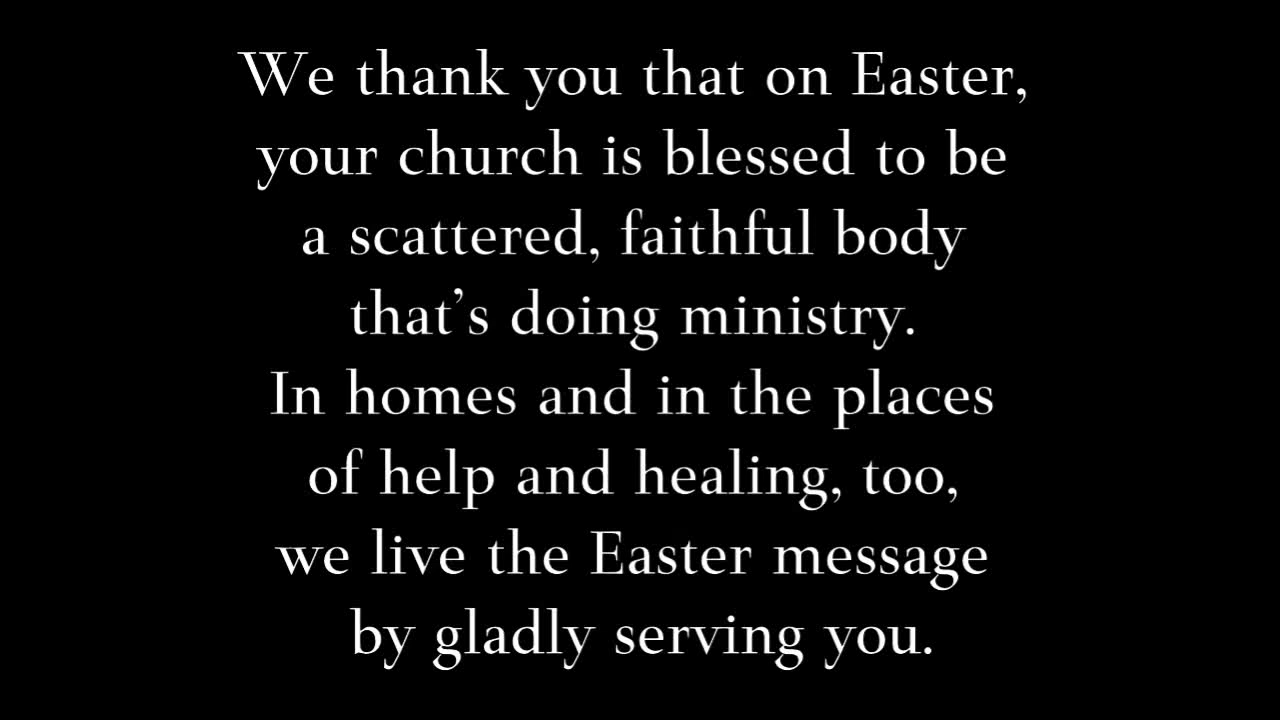 We thank you that on Easter,
your church is blessed to be
a scattered, faithful body
that’s doing ministry.
In homes and in the places
of help and healing, too,
we live the Easter message
by gladly serving you.